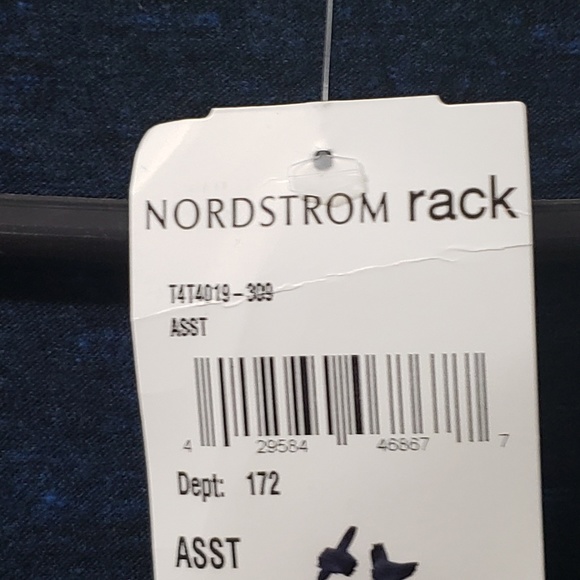 NORDSTROM rack
T4T4019-309
ASST
4 29584 46867 7
Dept: 172
ASST